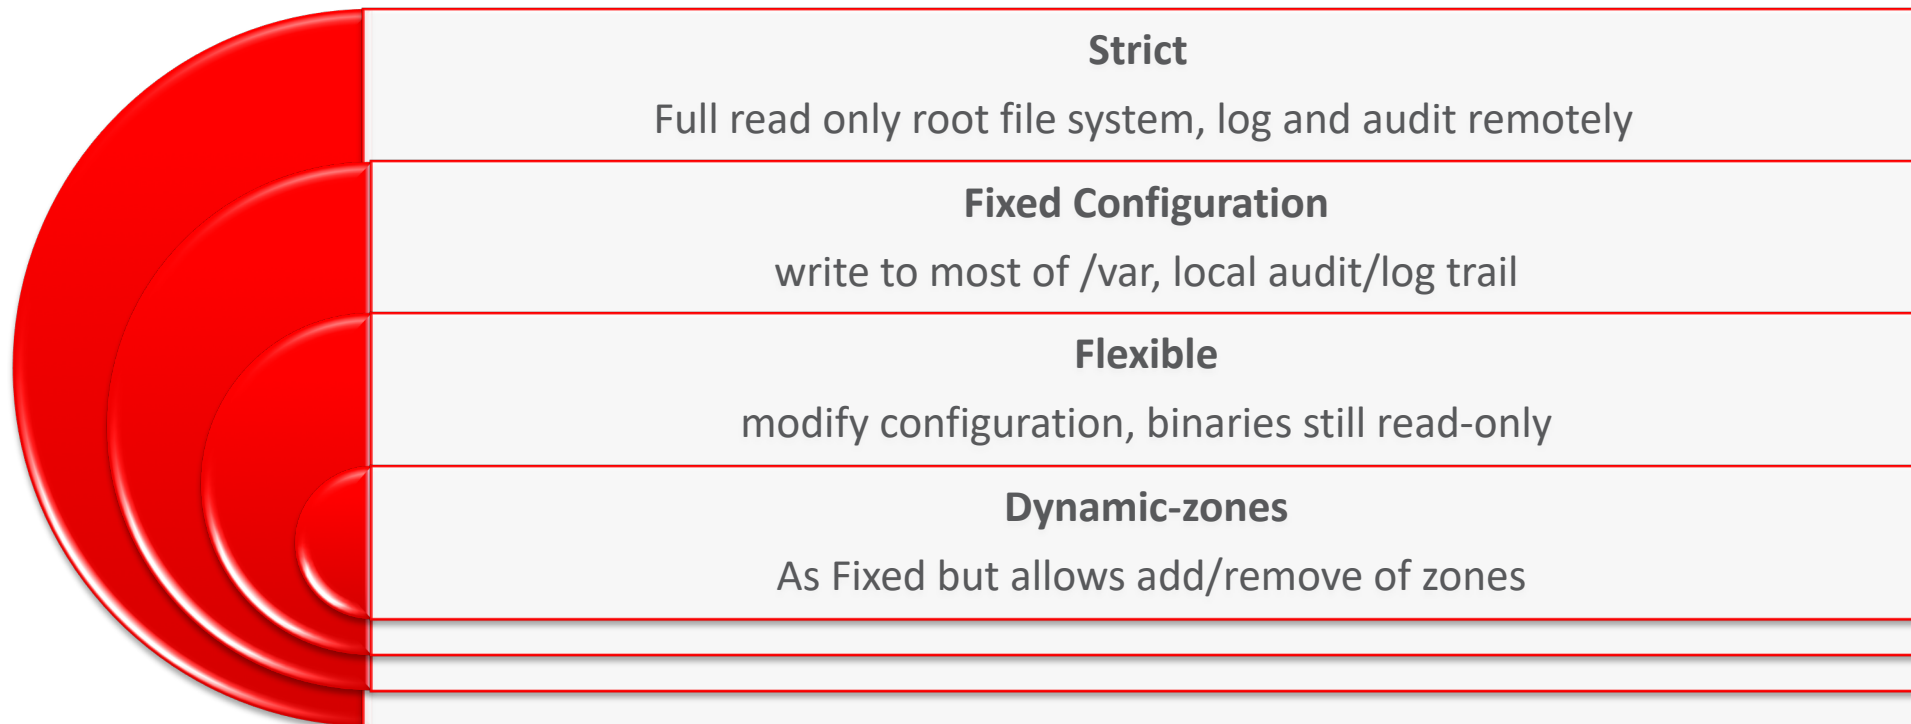 Strict
Full read only root file system, log and audit remotely
Fixed Configuration
write to most of /var, local audit/log trail
Flexible
modify configuration, binaries still read-only
Dynamic-zones
As Fixed but allows add/remove of zones